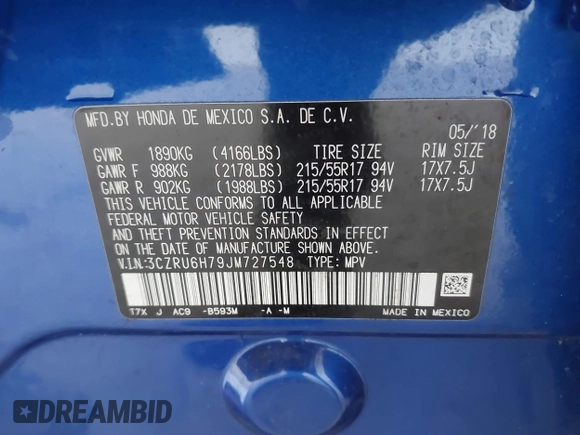 MFD.BY HONDA DE MEXICO S.A. DE C.V.
05/'18
GVWR 1890KG (4166LBS) TIRE SIZE RIM SIZE
GAWR F 988KG (2178LBS) 215/55R17 94V 17X7.5J
GAWR R 902KG (1988LBS) 215/55R17 94V 17X7.5J
THIS VEHICLE CONFORMS TO ALL APPLICABLE
FEDERAL MOTOR VEHICLE SAFETY
AND THEFT PREVENTION STANDARDS IN EFFECT ON
THE DATE OF MANUFACTURE SHOWN ABOVE.
V.I.N:3CZRU6H79JM727548 TYPE: MPV
T7X J AC9 -B593M -A -M
MADE IN MEXICO
DREAMBID